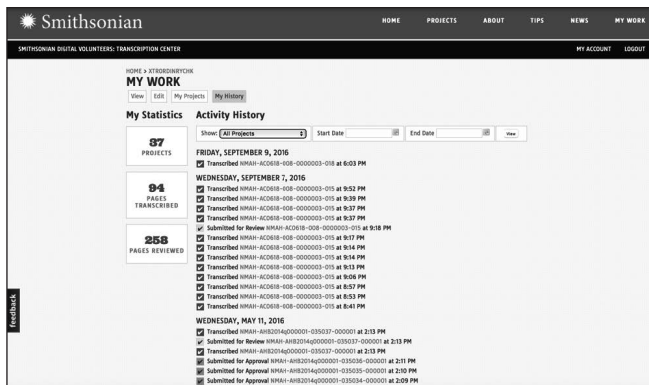 Smithsonian
HOME PROJECTS ABOUT TIPS NEWS MY WORK
SMITHSONIAN DIGITAL VOLUNTEERS: TRANSCRIPTION CENTER MY ACCOUNT LOGOUT
HOME > XTRORDINRYCHK
MY WORK
View Edit My Projects My History
My Statistics
37
PROJECTS
94
PAGES
TRANSCRIBED
258
PAGES REVIEWED
Activity History
Show: All Projects Start Date End Date View
FRIDAY, SEPTEMBER 9, 2016
Transcribed NMAH-AC0618-008-0000003-018 at 6:03 PM
WEDNESDAY, SEPTEMBER 7, 2016
Transcribed NMAH-AC0618-008-0000003-015 at 9:52 PM
Transcribed NMAH-AC0618-008-0000003-015 at 9:39 PM
Transcribed NMAH-AC0618-008-0000003-015 at 9:37 PM
Transcribed NMAH-AC0618-008-0000003-015 at 9:37 PM
Submitted for Review NMAH-AC0618-008-0000003-015 at 9:18 PM
Transcribed NMAH-AC0618-008-0000003-015 at 9:17 PM
Transcribed NMAH-AC0618-008-0000003-015 at 9:14 PM
Transcribed NMAH-AC0618-008-0000003-015 at 9:14 PM
Transcribed NMAH-AC0618-008-0000003-015 at 9:13 PM
Transcribed NMAH-AC0618-008-0000003-015 at 9:06 PM
Transcribed NMAH-AC0618-008-0000003-015 at 8:57 PM
Transcribed NMAH-AC0618-008-0000003-015 at 8:53 PM
Transcribed NMAH-AC0618-008-0000003-015 at 8:41 PM
WEDNESDAY, MAY 11, 2016
Transcribed NMAH-AHB2014q000001-035037-000001 at 2:13 PM
Submitted for Review NMAH-AHB2014q000001-035037-000001 at 2:13 PM
Transcribed NMAH-AHB2014q000001-035037-000001 at 2:13 PM
Submitted for Approval NMAH-AHB2014q000001-035036-000001 at 2:11 PM
Submitted for Approval NMAH-AHB2014q000001-035035-000001 at 2:10 PM
Submitted for Approval NMAH-AHB2014q000001-035034-000001 at 2:09 PM
feedback